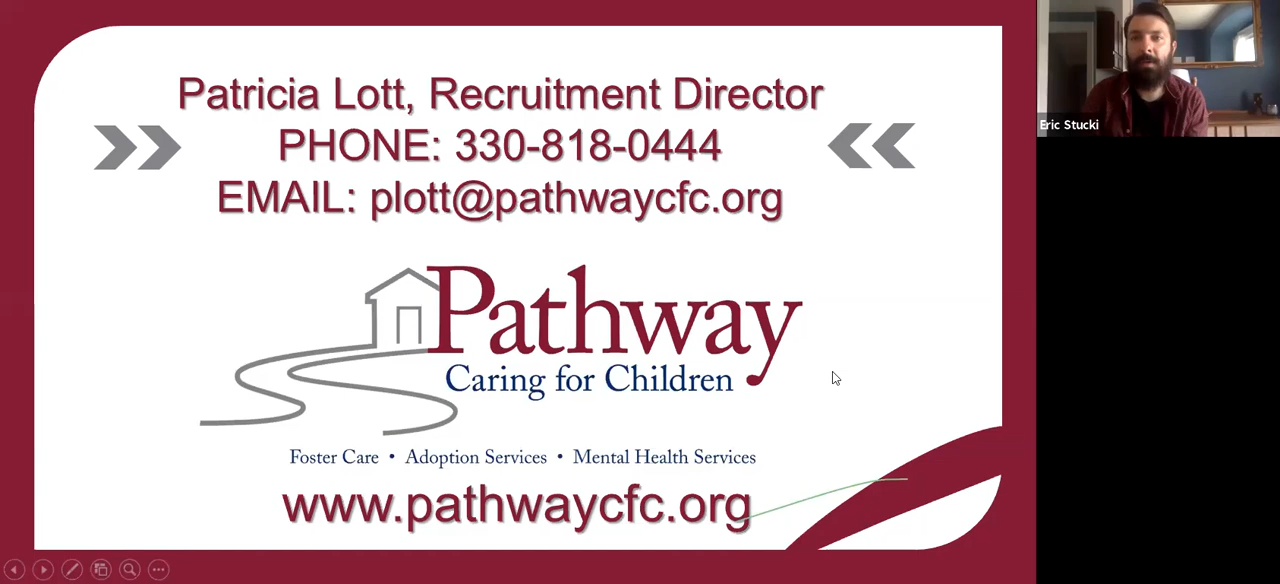 Patricia Lott, Recruitment Director
PHONE: 330-818-0444
EMAIL: plott@pathwaycfc.org
Pathway
Caring for Children
Foster Care • Adoption Services • Mental Health Services
www.pathwaycfc.org
Eric Stucki